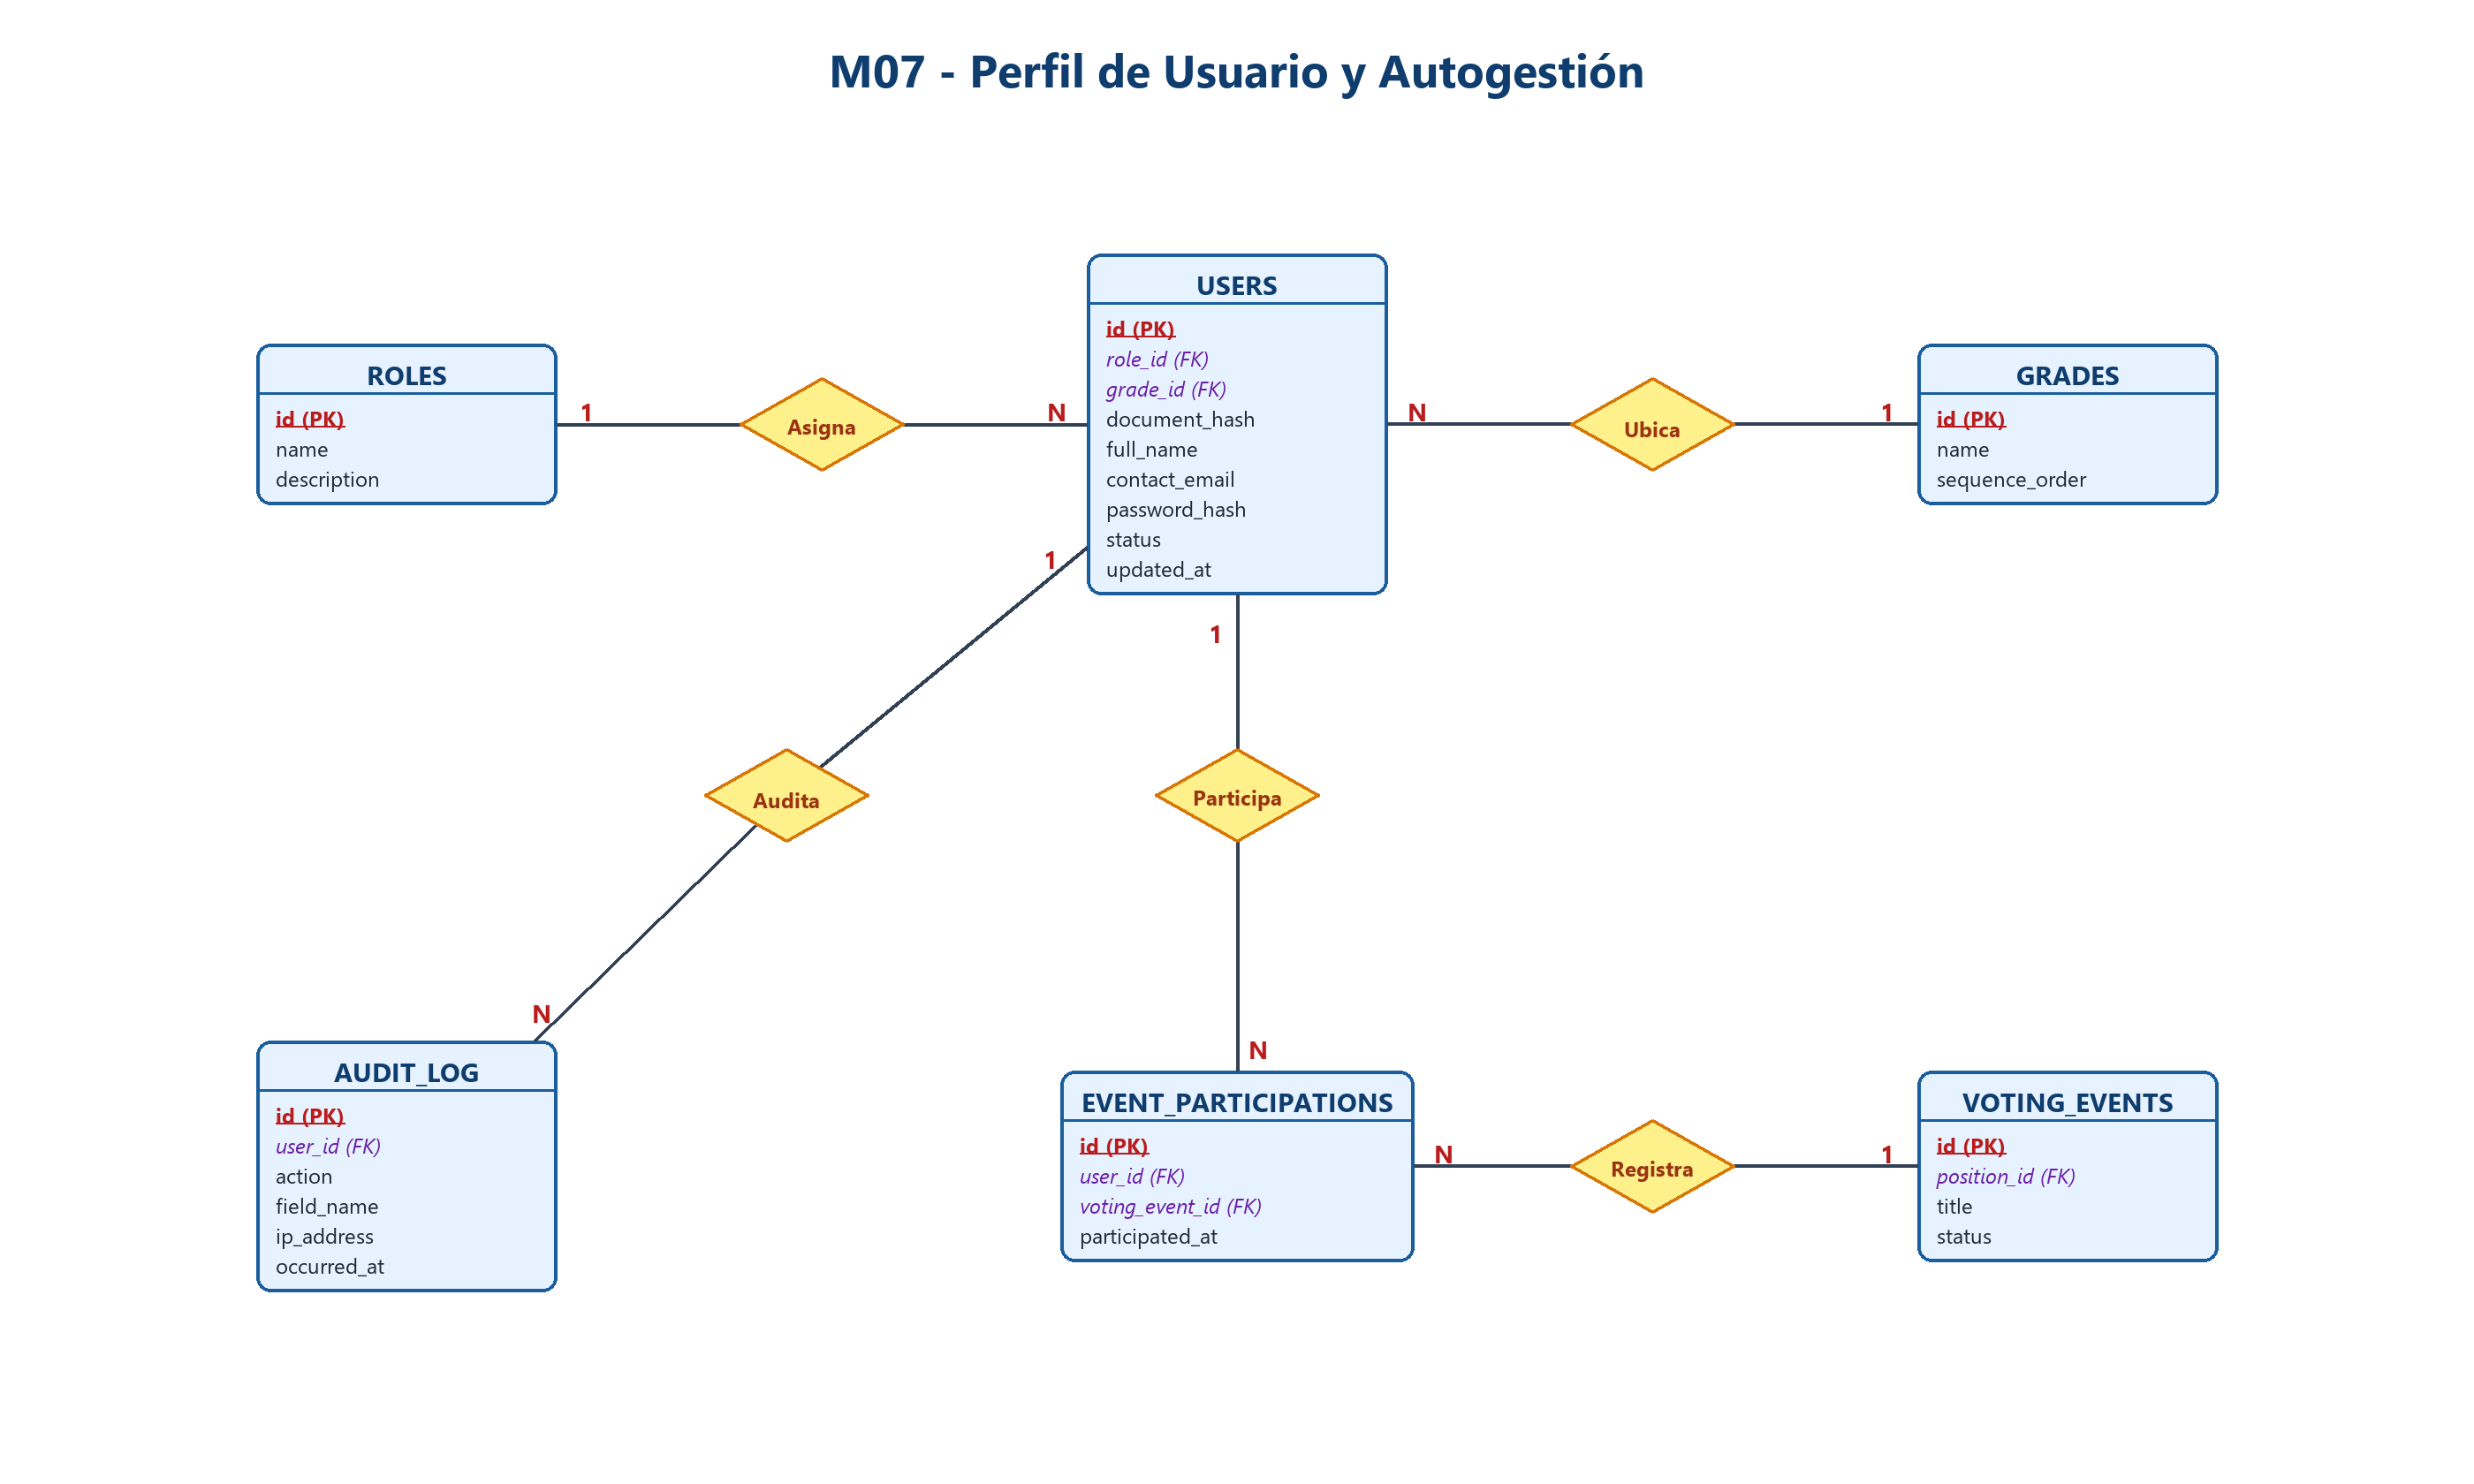 M07 - Perfil de Usuario y Autogestión
USERS
id (PK)
role_id (FK)
grade_id (FK)
document_hash
full_name
contact_email
password_hash
status
updated_at
ROLES
id (PK)
name
description
1
Asigna
N
N
Ubica
1
GRADES
id (PK)
name
sequence_order
1
Audita
N
1
Participa
N
AUDIT_LOG
id (PK)
user_id (FK)
action
field_name
ip_address
occurred_at
EVENT_PARTICIPATIONS
id (PK)
user_id (FK)
voting_event_id (FK)
participated_at
N
Registra
1
VOTING_EVENTS
id (PK)
position_id (FK)
title
status